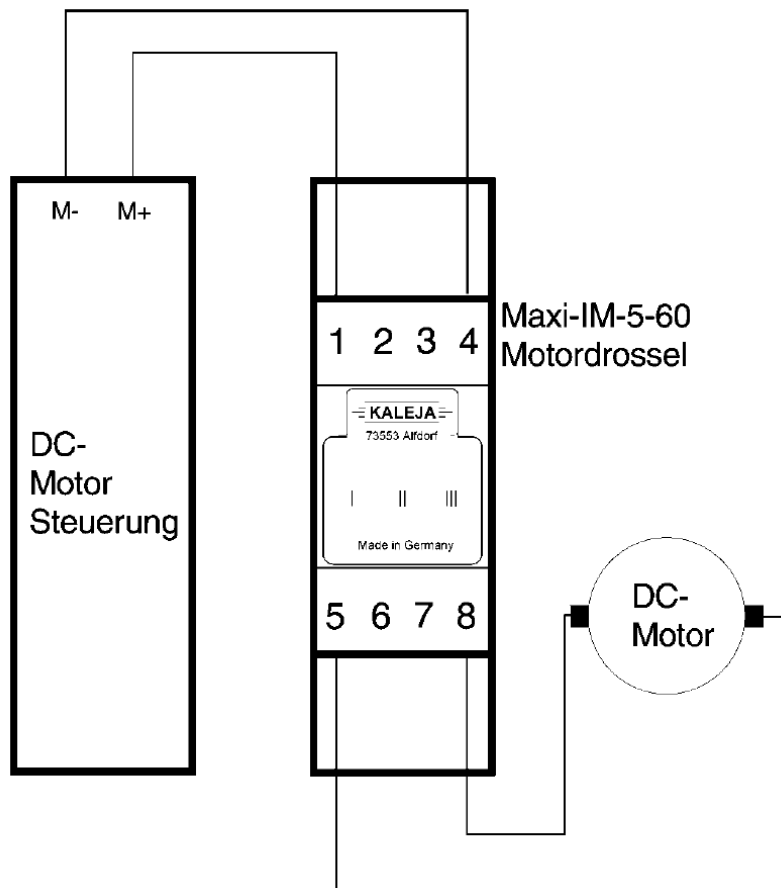 M- M+
Maxi-IM-5-60
Motordrossel
1 2 3 4
KALEJA
73553 Alfdorf
I II III
Made in Germany
DC-
Motor
Steuerung
5 6 7 8
DC-
Motor